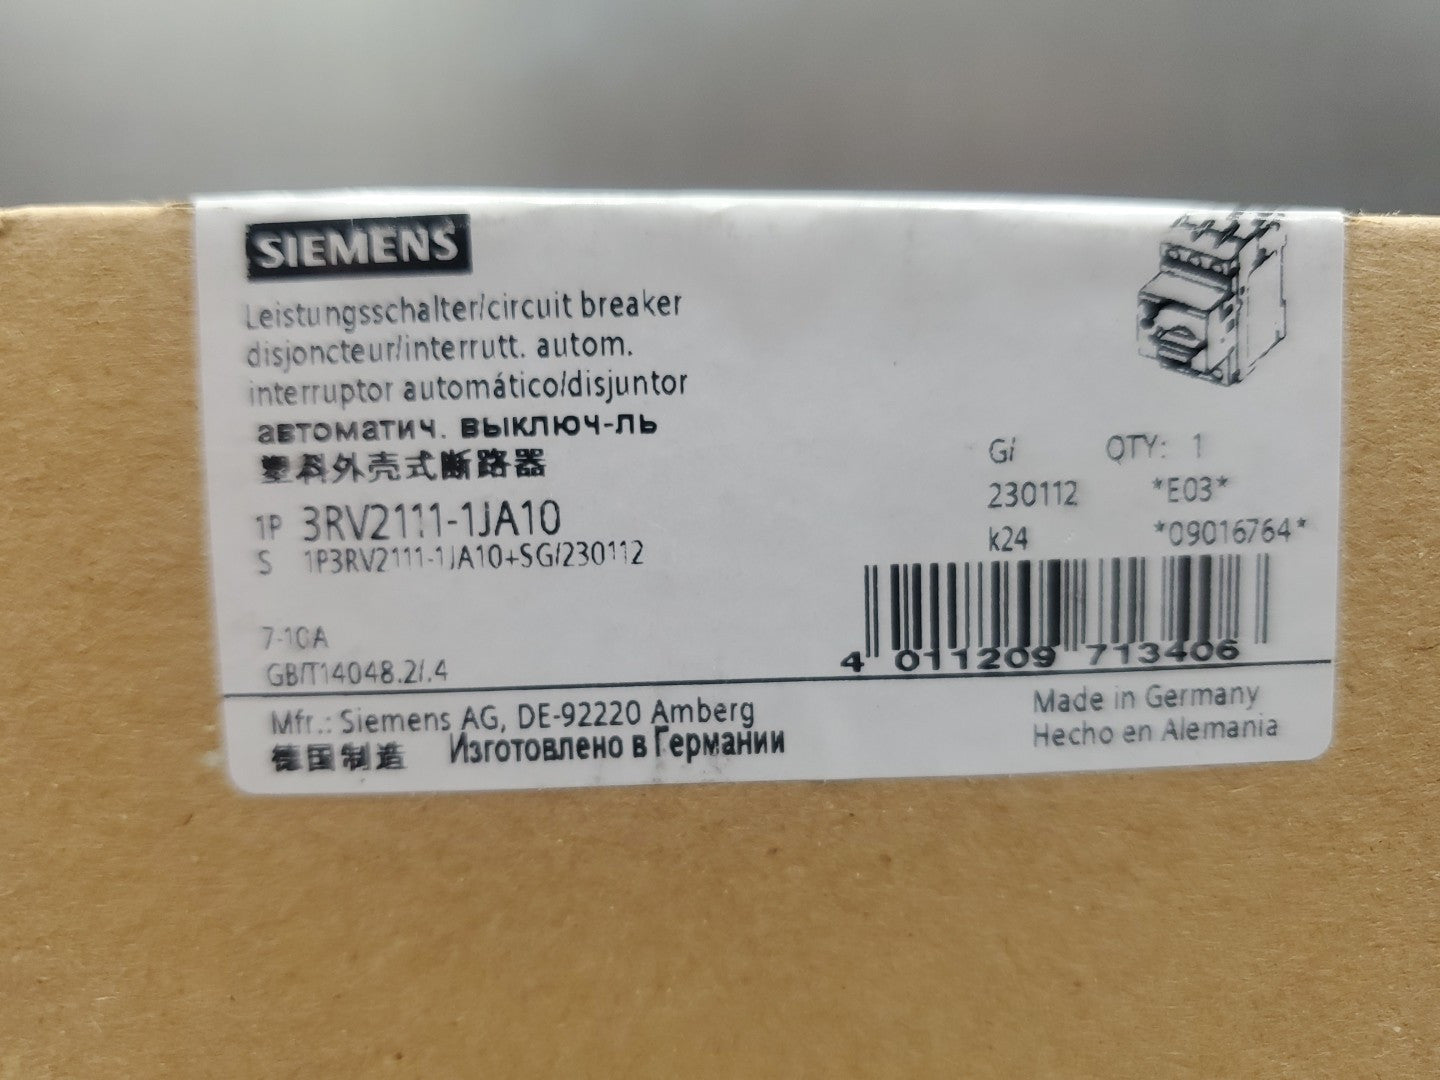 SIEMENS
Leistungsschalter/circuit breaker
disjoncteur/interrutt. autom.
interruptor automático/disjuntor
автоматич. выключ-ль
塑料外壳式断路器
Gi QTY: 1
230112 *E03*
k24 *09016764*
1P 3RV2111-1JA10
S 1P3RV2111-1JA10+SG/230112
4 011209 713406
7-10A
GB/T14048.2/.4
Mfr.: Siemens AG, DE-92220 Amberg
Made in Germany
德国制造 Изготовлено в Германии
Hecho en Alemania